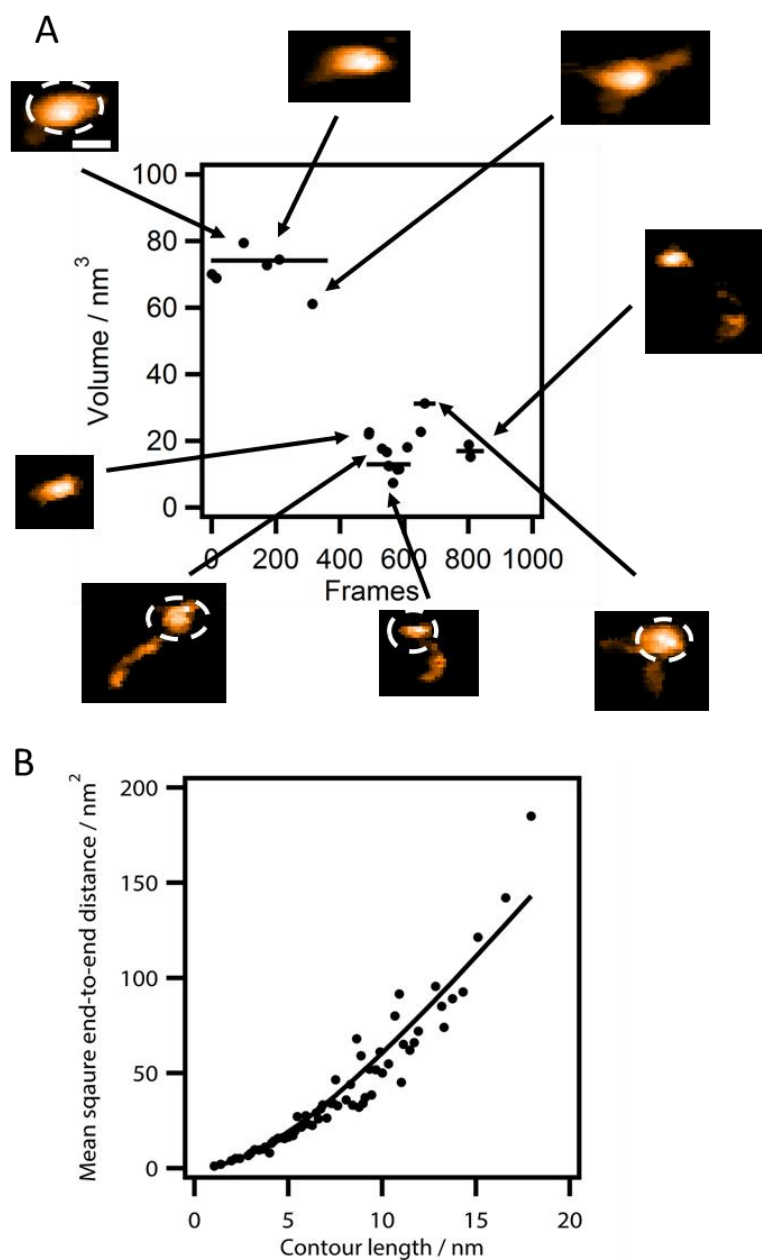 A
100
80
60
40
20
0
Volume / nm³
0 200 400 600 800 1000
Frames
B
200
150
100
50
0
Mean sqaure end-to-end distance / nm²
0 5 10 15 20
Contour length / nm